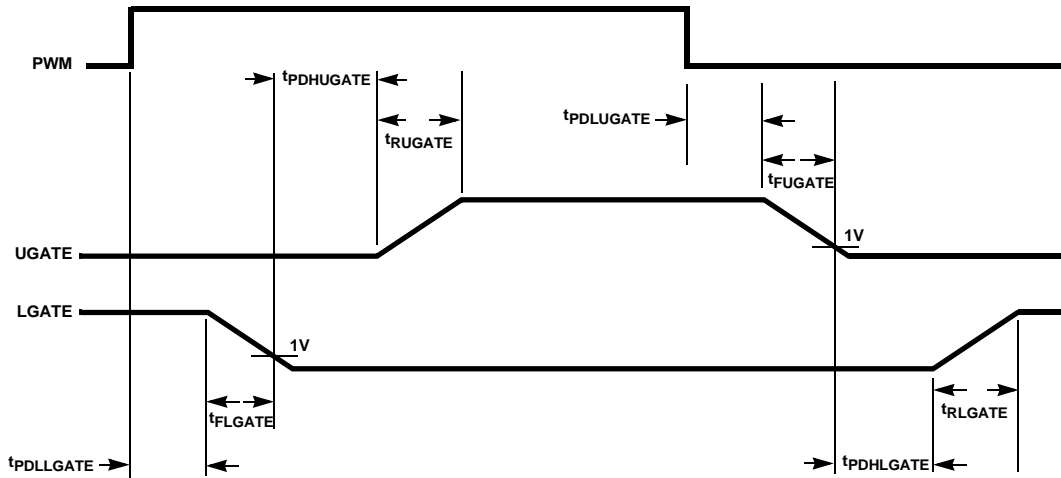 PWM
tPDHUGATE
tPDLUGATE
tRUGATE
tFUGATE
1V
UGATE
LGATE
1V
tRLGATE
tFLGATE
tPDLLGATE
tPDHLGATE